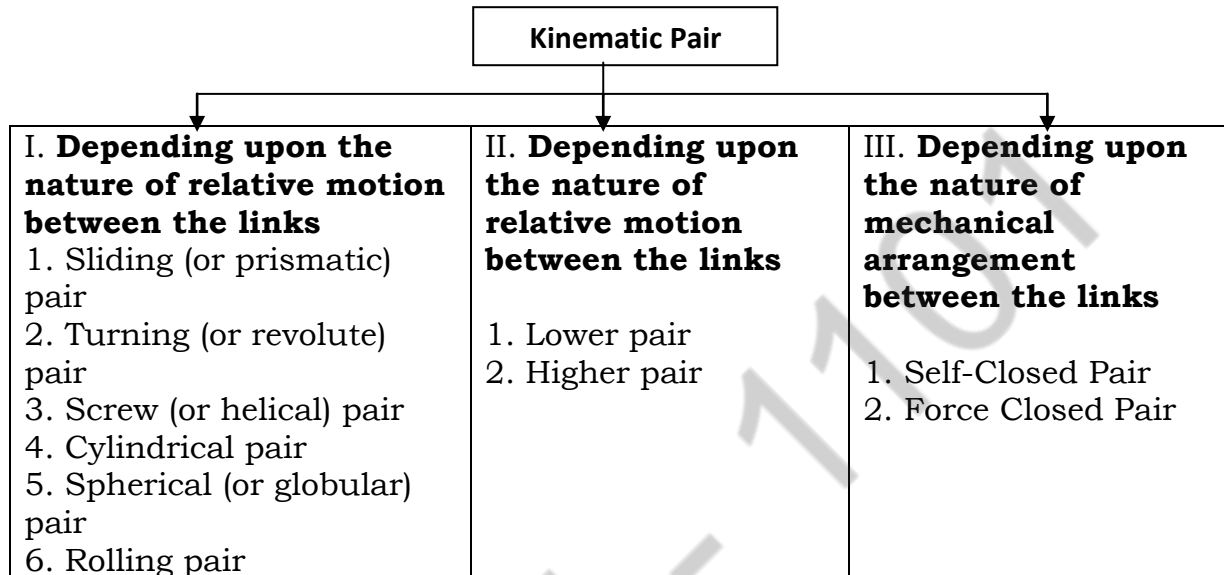 Kinematic Pair
I. Depending upon the
nature of relative motion
between the links
1. Sliding (or prismatic)
pair
2. Turning (or revolute)
pair
3. Screw (or helical) pair
4. Cylindrical pair
5. Spherical (or globular)
pair
6. Rolling pair
II. Depending upon
the nature of
relative motion
between the links
1. Lower pair
2. Higher pair
III. Depending upon
the nature of
mechanical
arrangement
between the links
1. Self-Closed Pair
2. Force Closed Pair
- 1101